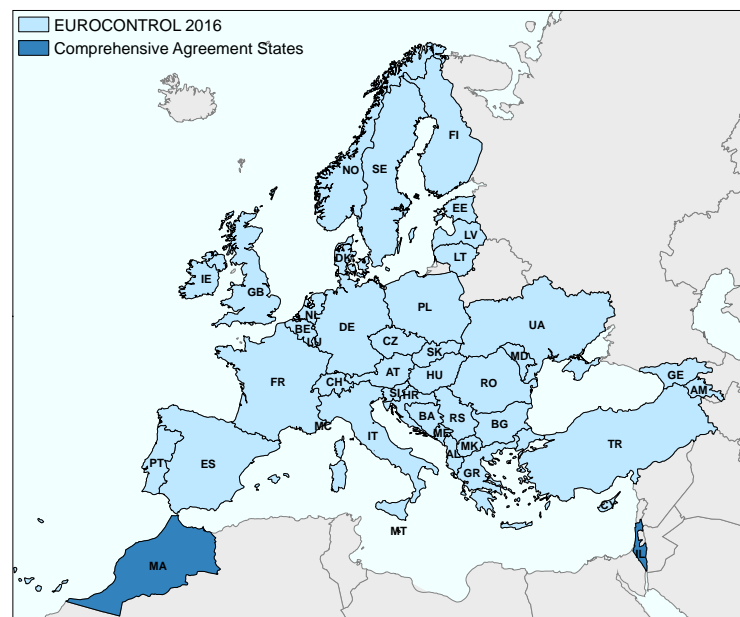 EUROCONTROL 2016
Comprehensive Agreement States
FI
NO
SE
EE
LV
DK
LT
IE
GB
NL
PL
BE
DE
UA
LU
CZ
SK
MD
AT
HU
GE
FR
CH
RO
AM
SI
HR
BA
RS
MC
BG
IT
ME
MK
TR
AL
PT
ES
GR
CY
MT
IL
MA